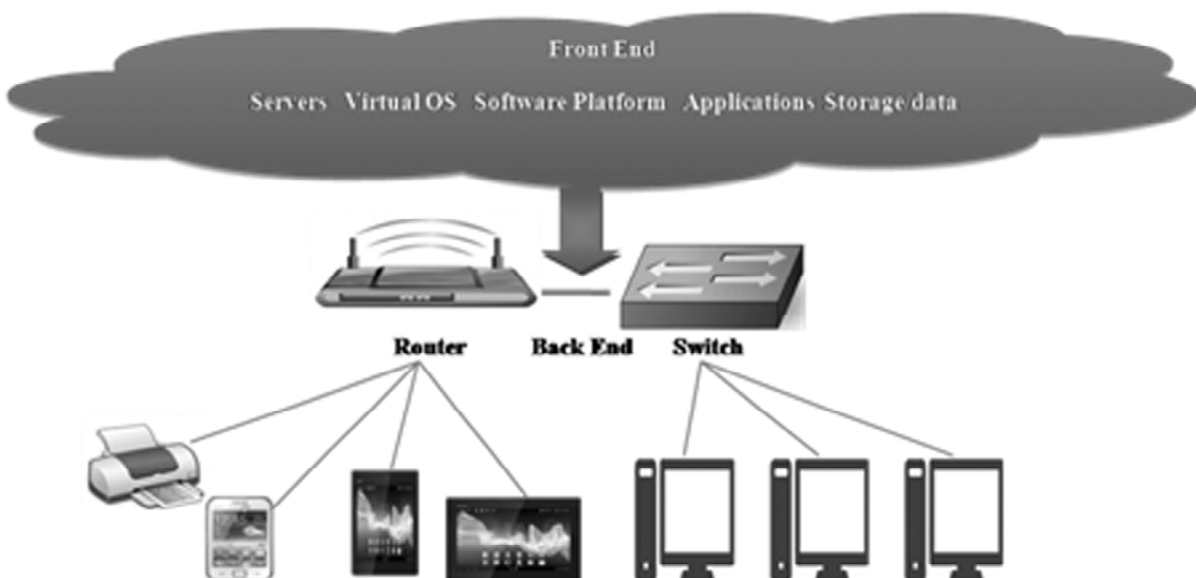 Front End
Servers Virtual OS Software Platform Applications Storage/data
Router Back End Switch